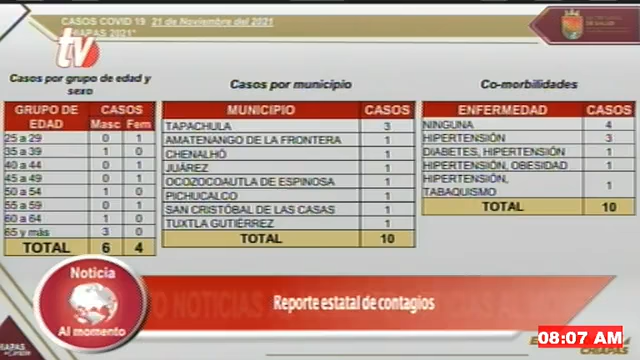 CASOS COVID 19 21 de Noviembre del 2021
CHIAPAS 2021*
tv
Casos por grupo de edad y sexo
GRUPO DE EDAD CASOS
Masc Fem
25 a 29 0 1
35 a 39 1 0
40 a 44 0 1
45 a 49 0 1
50 a 54 1 0
55 a 59 0 1
60 a 64 1 0
65 y más 3 0
TOTAL 6 4
Casos por municipio
MUNICIPIO CASOS
TAPACHULA 3
AMATENANGO DE LA FRONTERA 1
CHENALHÓ 1
JUÁREZ 1
OCOZOCOAUTLA DE ESPINOSA 1
PICHUCALCO 1
SAN CRISTÓBAL DE LAS CASAS 1
TUXTLA GUTIÉRREZ 1
TOTAL 10
Co-morbilidades
ENFERMEDAD CASOS
NINGUNA 4
HIPERTENSIÓN 3
DIABETES, HIPERTENSIÓN 1
HIPERTENSIÓN, OBESIDAD 1
HIPERTENSIÓN, TABAQUISMO 1
TOTAL 10
Noticia
Al momento
Reporte estatal de contagios
08:07 AM
CHIAPAS